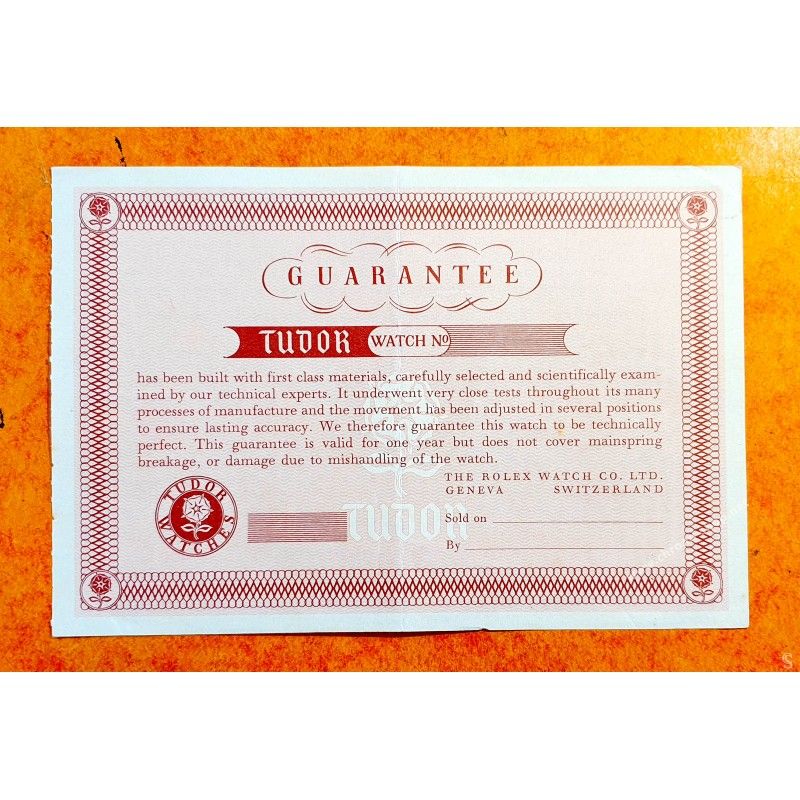 GUARANTEE
TUDOR WATCH Nº
has been built with first class materials, carefully selected and scientifically exam-
ined by our technical experts. It underwent very close tests throughout its many
processes of manufacture and the movement has been adjusted in several positions
to ensure lasting accuracy. We therefore guarantee this watch to be technically
perfect. This guarantee is valid for one year but does not cover mainspring
breakage, or damage due to mishandling of the watch.
THE ROLEX WATCH CO. LTD.
GENEVA SWITZERLAND
TUDOR
WATCHES
TUDOR
Sold on
By